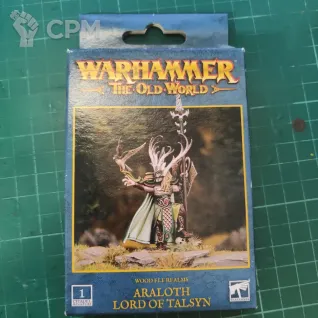 CPM
WARHAMMER
THE OLD WORLD
WOOD ELF REALMS
ARALOTH
LORD OF TALSYN
1